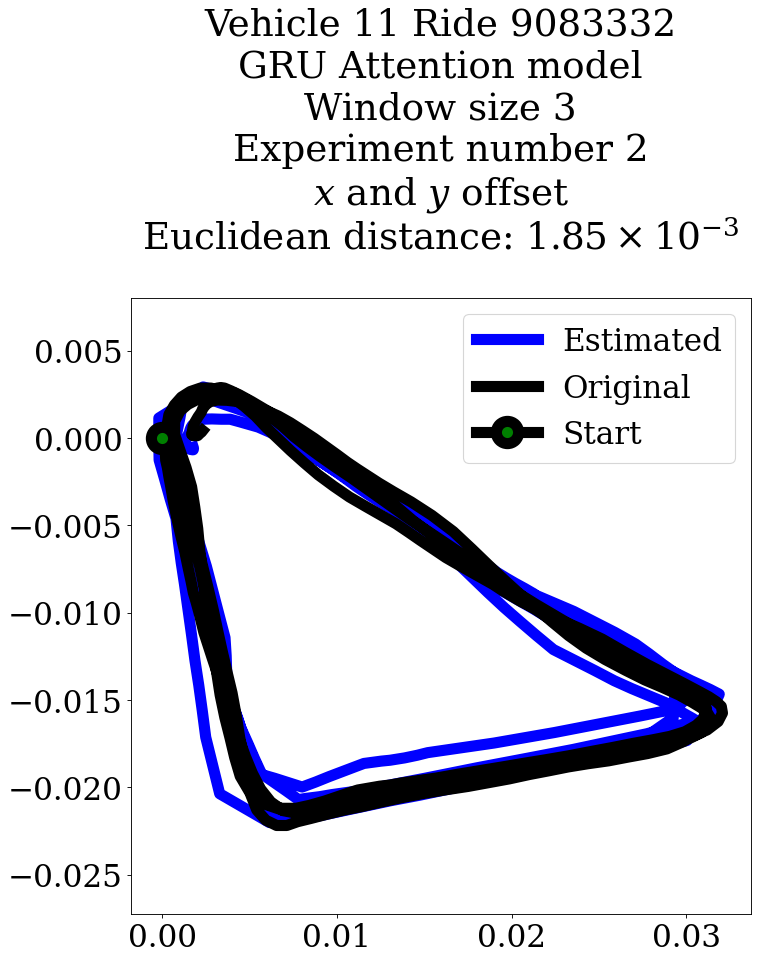 Vehicle 11 Ride 9083332
GRU Attention model
Window size 3
Experiment number 2
x and y offset
Euclidean distance: 1.85 × 10⁻³
Estimated
Original
Start
0.005
0.000
−0.005
−0.010
−0.015
−0.020
−0.025
0.00 0.01 0.02 0.03